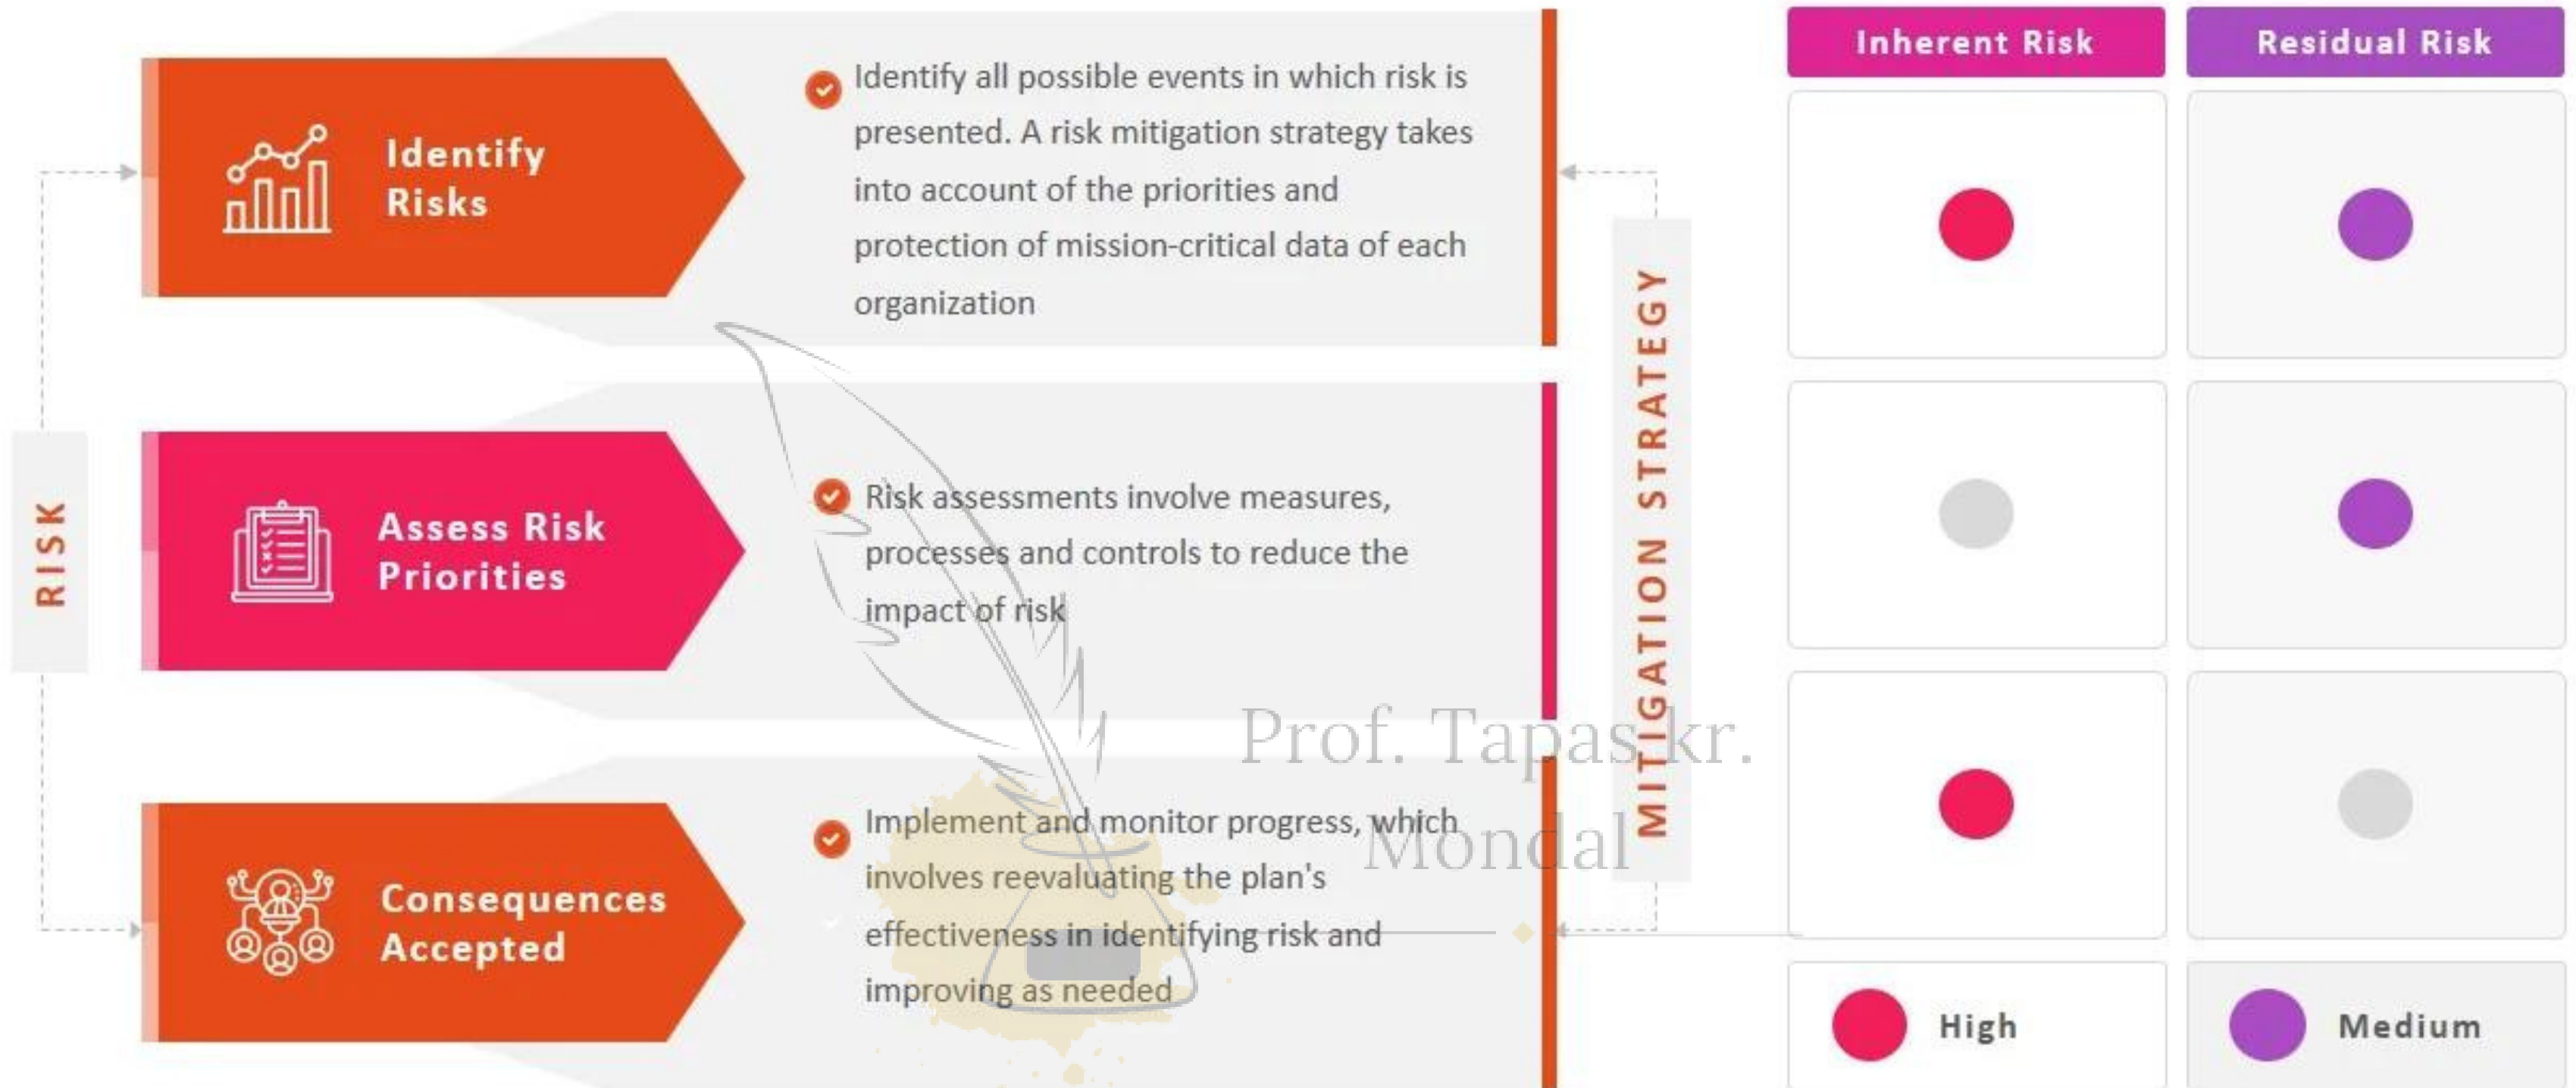 Inherent Risk
Residual Risk
Identify
Risks
Identify all possible events in which risk is
presented. A risk mitigation strategy takes
into account of the priorities and
protection of mission-critical data of each
organization
RISK
Assess Risk
Priorities
Risk assessments involve measures,
processes and controls to reduce the
impact of risk
MITIGATION STRATEGY
Consequences
Accepted
Implement and monitor progress, which
involves reevaluating the plan's
effectiveness in identifying risk and
improving as needed
Prof. Tapas kr.
Mondal
High
Medium